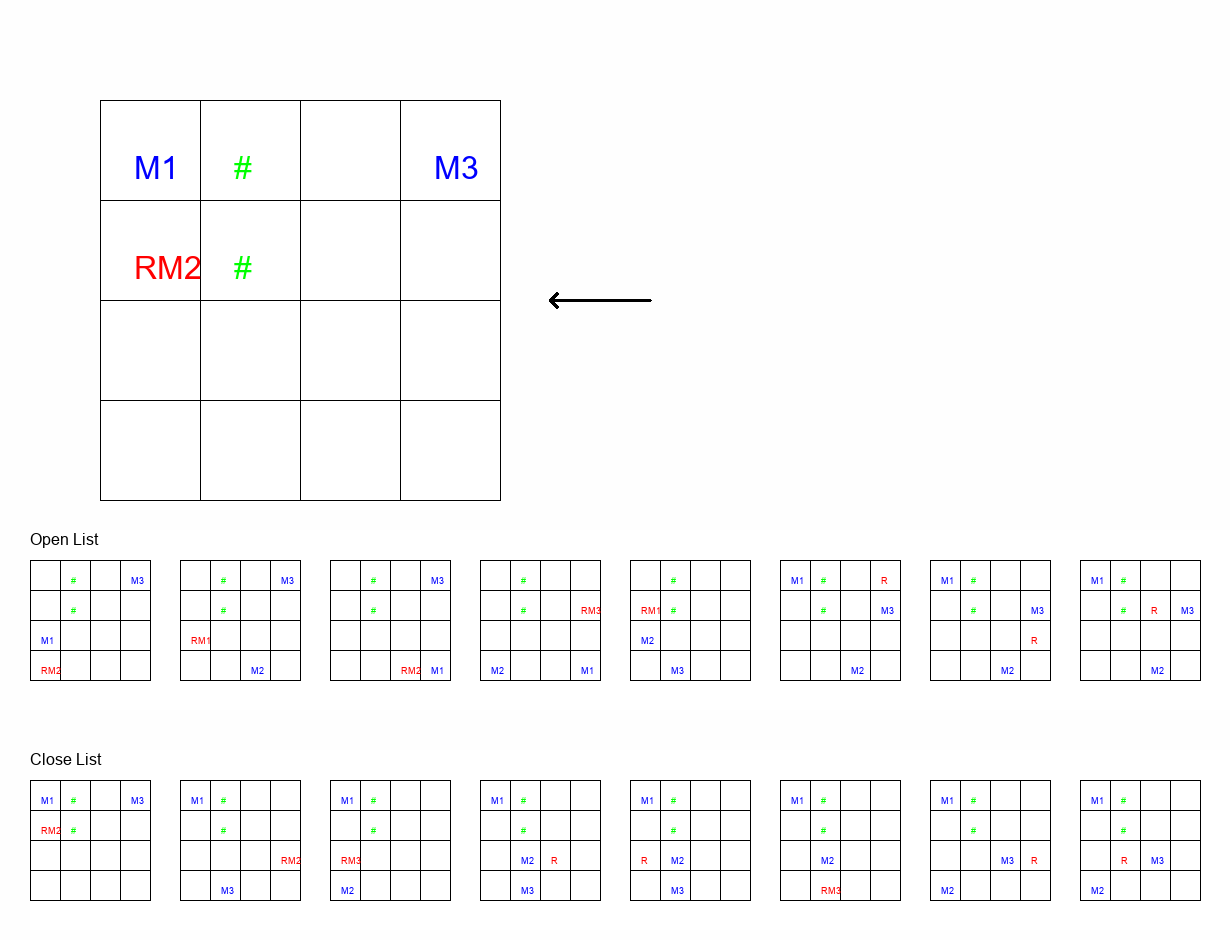 M1 # M3
RM2 #
Open List
# M3 # M3 # M3 # # M1 # R M1 # M1 #
# # # # RM3 RM1 # # M3 # M3 # R M3
M1 RM1 M2 R
RM2 M2 RM2 M1 M2 M1 M3 M2 M2 M2
Close List
M1 # M3 M1 # M1 # M1 # M1 # M1 # M1 # M1 #
RM2 # # # # # # # #
RM2 RM3 M2 R R M2 M2 M3 R R M3
M3 M2 M3 M3 RM3 M2 M2